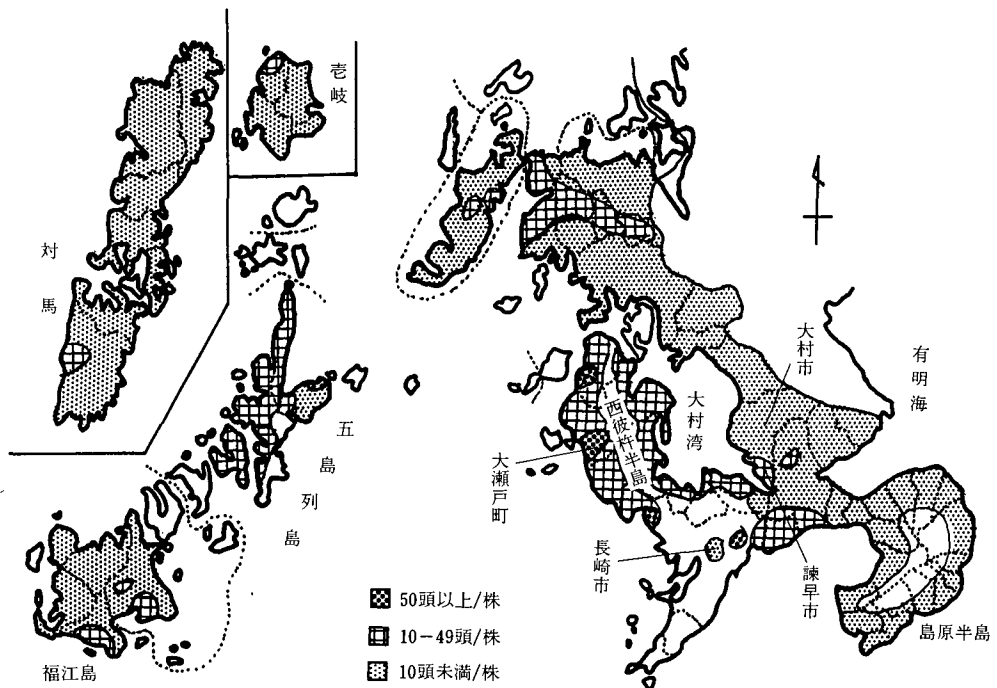 壱岐
対馬
五島列島
福江島
大村市
有明海
大村湾
西彼杵半島
大瀬戸町
長崎市
諫早市
島原半島
50頭以上/株
10-49頭/株
10頭未満/株